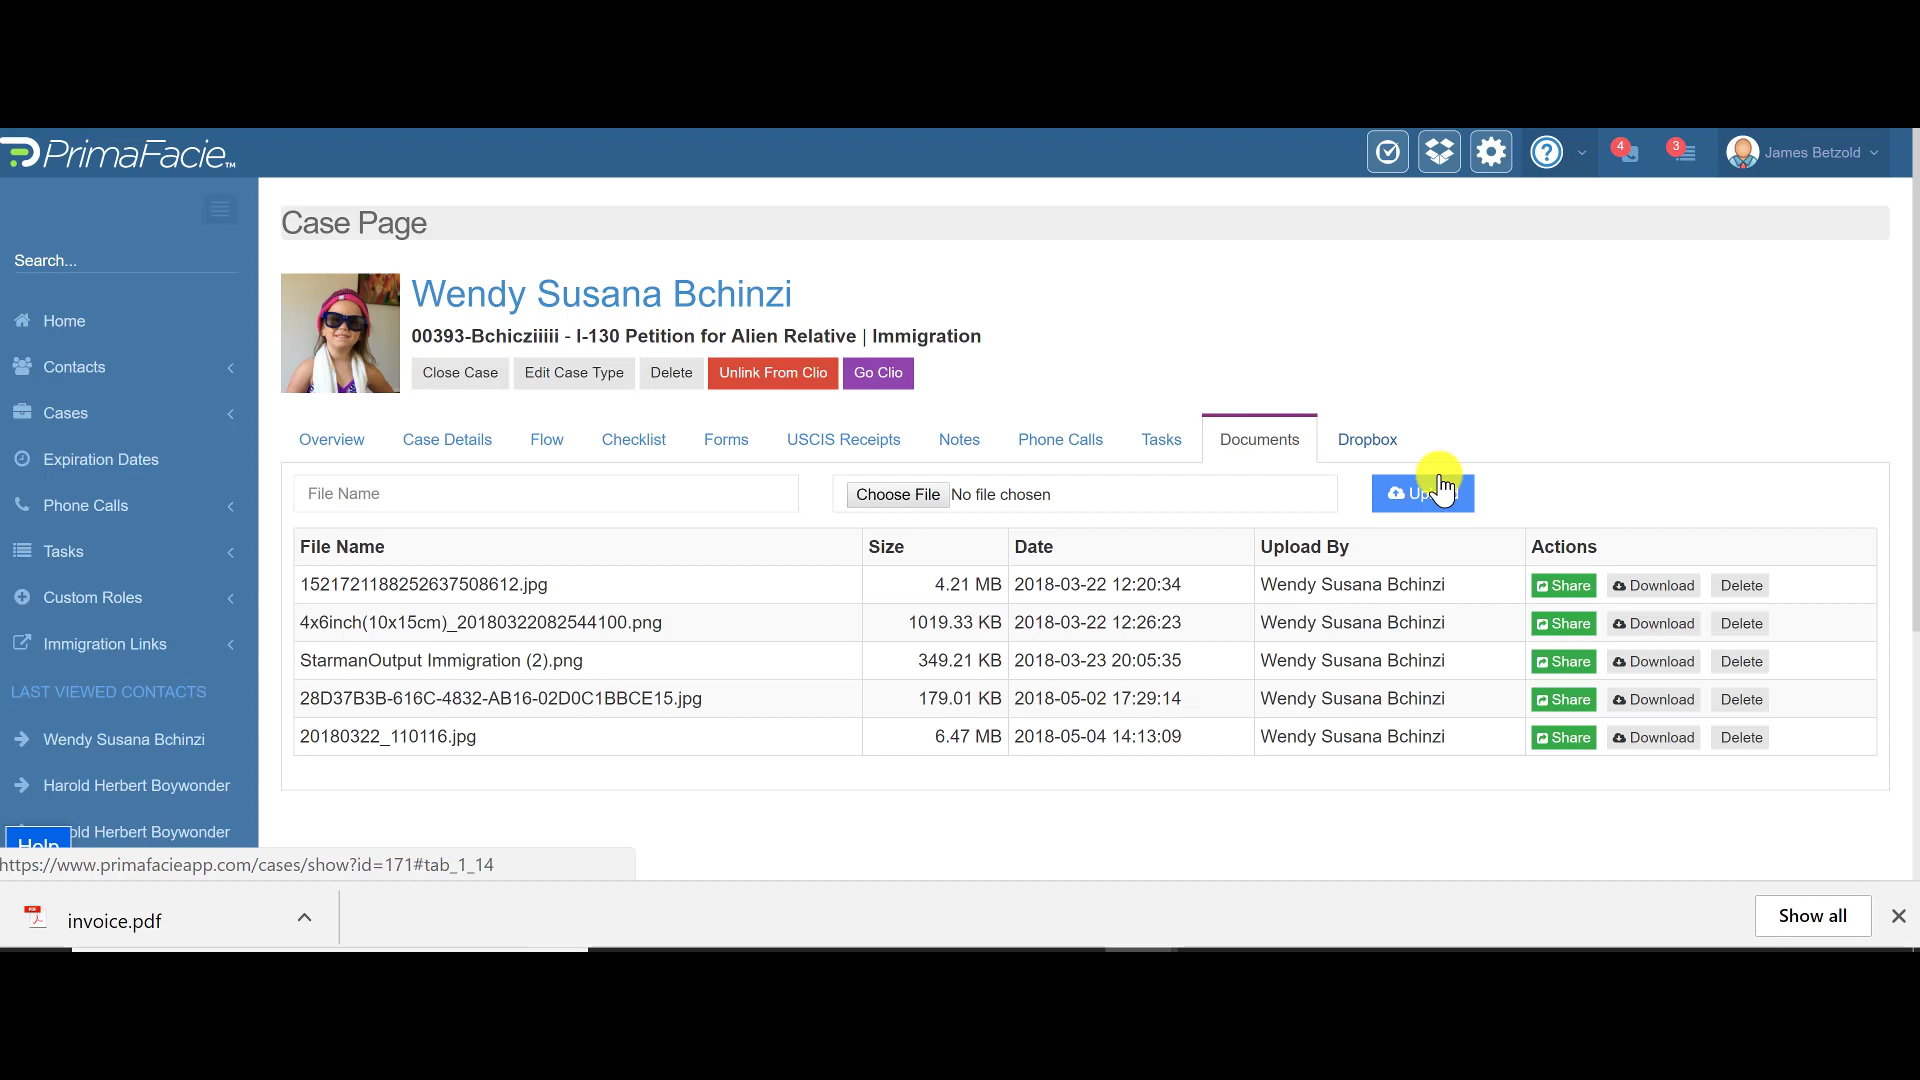 PrimaFacie™
4
3
James Betzold
Search...
Home
Contacts
Cases
Expiration Dates
Phone Calls
Tasks
Custom Roles
Immigration Links
LAST VIEWED CONTACTS
Wendy Susana Bchinzi
Harold Herbert Boywonder
Herbert Boywonder
Help
Case Page
Wendy Susana Bchinzi
00393-Bchicziiiii - I-130 Petition for Alien Relative | Immigration
Close Case Edit Case Type Delete Unlink From Clio Go Clio
Overview Case Details Flow Checklist Forms USCIS Receipts Notes Phone Calls Tasks Documents Dropbox
File Name Choose File No file chosen
File Name Size Date Upload By Actions
1521721188252637508612.jpg 4.21 MB 2018-03-22 12:20:34 Wendy Susana Bchinzi Share Download Delete
4x6inch(10x15cm)_20180322082544100.png 1019.33 KB 2018-03-22 12:26:23 Wendy Susana Bchinzi Share Download Delete
StarmanOutput Immigration (2).png 349.21 KB 2018-03-23 20:05:35 Wendy Susana Bchinzi Share Download Delete
28D37B3B-616C-4832-AB16-02D0C1BBCE15.jpg 179.01 KB 2018-05-02 17:29:14 Wendy Susana Bchinzi Share Download Delete
20180322_110116.jpg 6.47 MB 2018-05-04 14:13:09 Wendy Susana Bchinzi Share Download Delete
https://www.primafacieapp.com/cases/show?id=171#tab_1_14
invoice.pdf
Show all